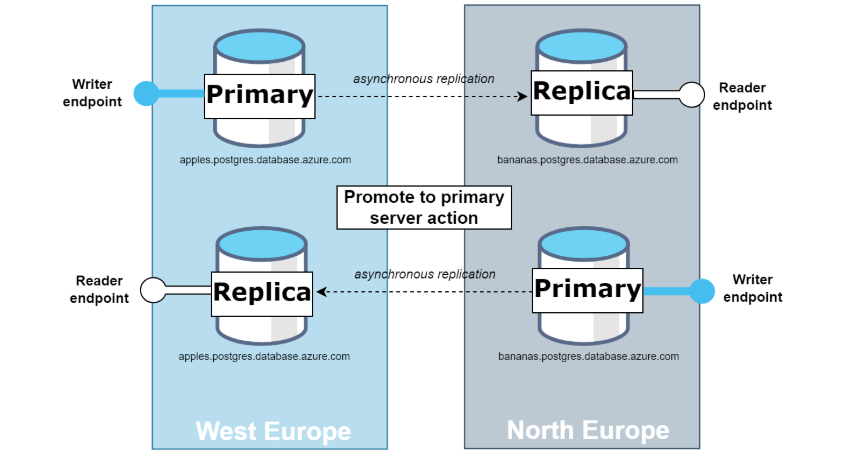 Writer
endpoint
Primary
asynchronous replication
Replica
Reader
endpoint
apples.postgres.database.azure.com
bananas.postgres.database.azure.com
Promote to primary
server action
Reader
endpoint
Replica
asynchronous replication
Primary
Writer
endpoint
apples.postgres.database.azure.com
bananas.postgres.database.azure.com
West Europe
North Europe